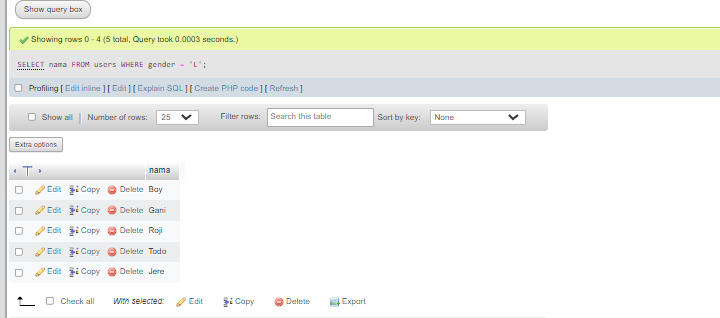 Show query box
Showing rows 0 - 4 (5 total, Query took 0.0003 seconds.)
SELECT nama FROM users WHERE gender = 'L';
Profiling [ Edit inline ] [ Edit ] [ Explain SQL ] [ Create PHP code ] [ Refresh ]
Show all | Number of rows: 25 Filter rows: Search this table Sort by key: None
Extra options
nama
Edit Copy Delete Boy
Edit Copy Delete Gani
Edit Copy Delete Roji
Edit Copy Delete Todo
Edit Copy Delete Jere
Check all With selected: Edit Copy Delete Export